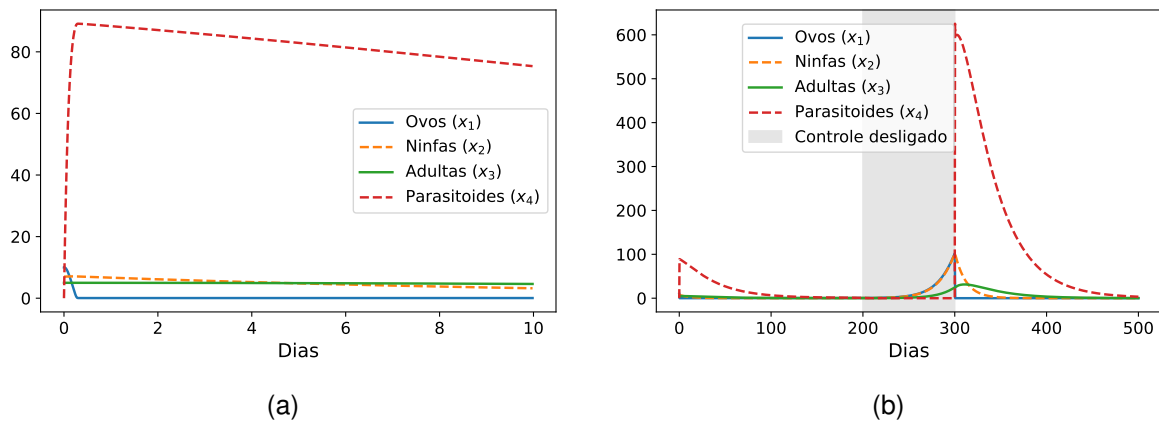 80
60
40
20
0
Ovos (x1)
Ninfas (x2)
Adultas (x3)
Parasitoides (x4)
0 2 4 6 8 10
Dias
(a)
600
500
400
300
200
100
0
Ovos (x1)
Ninfas (x2)
Adultas (x3)
Parasitoides (x4)
Controle desligado
0 100 200 300 400 500
Dias
(b)